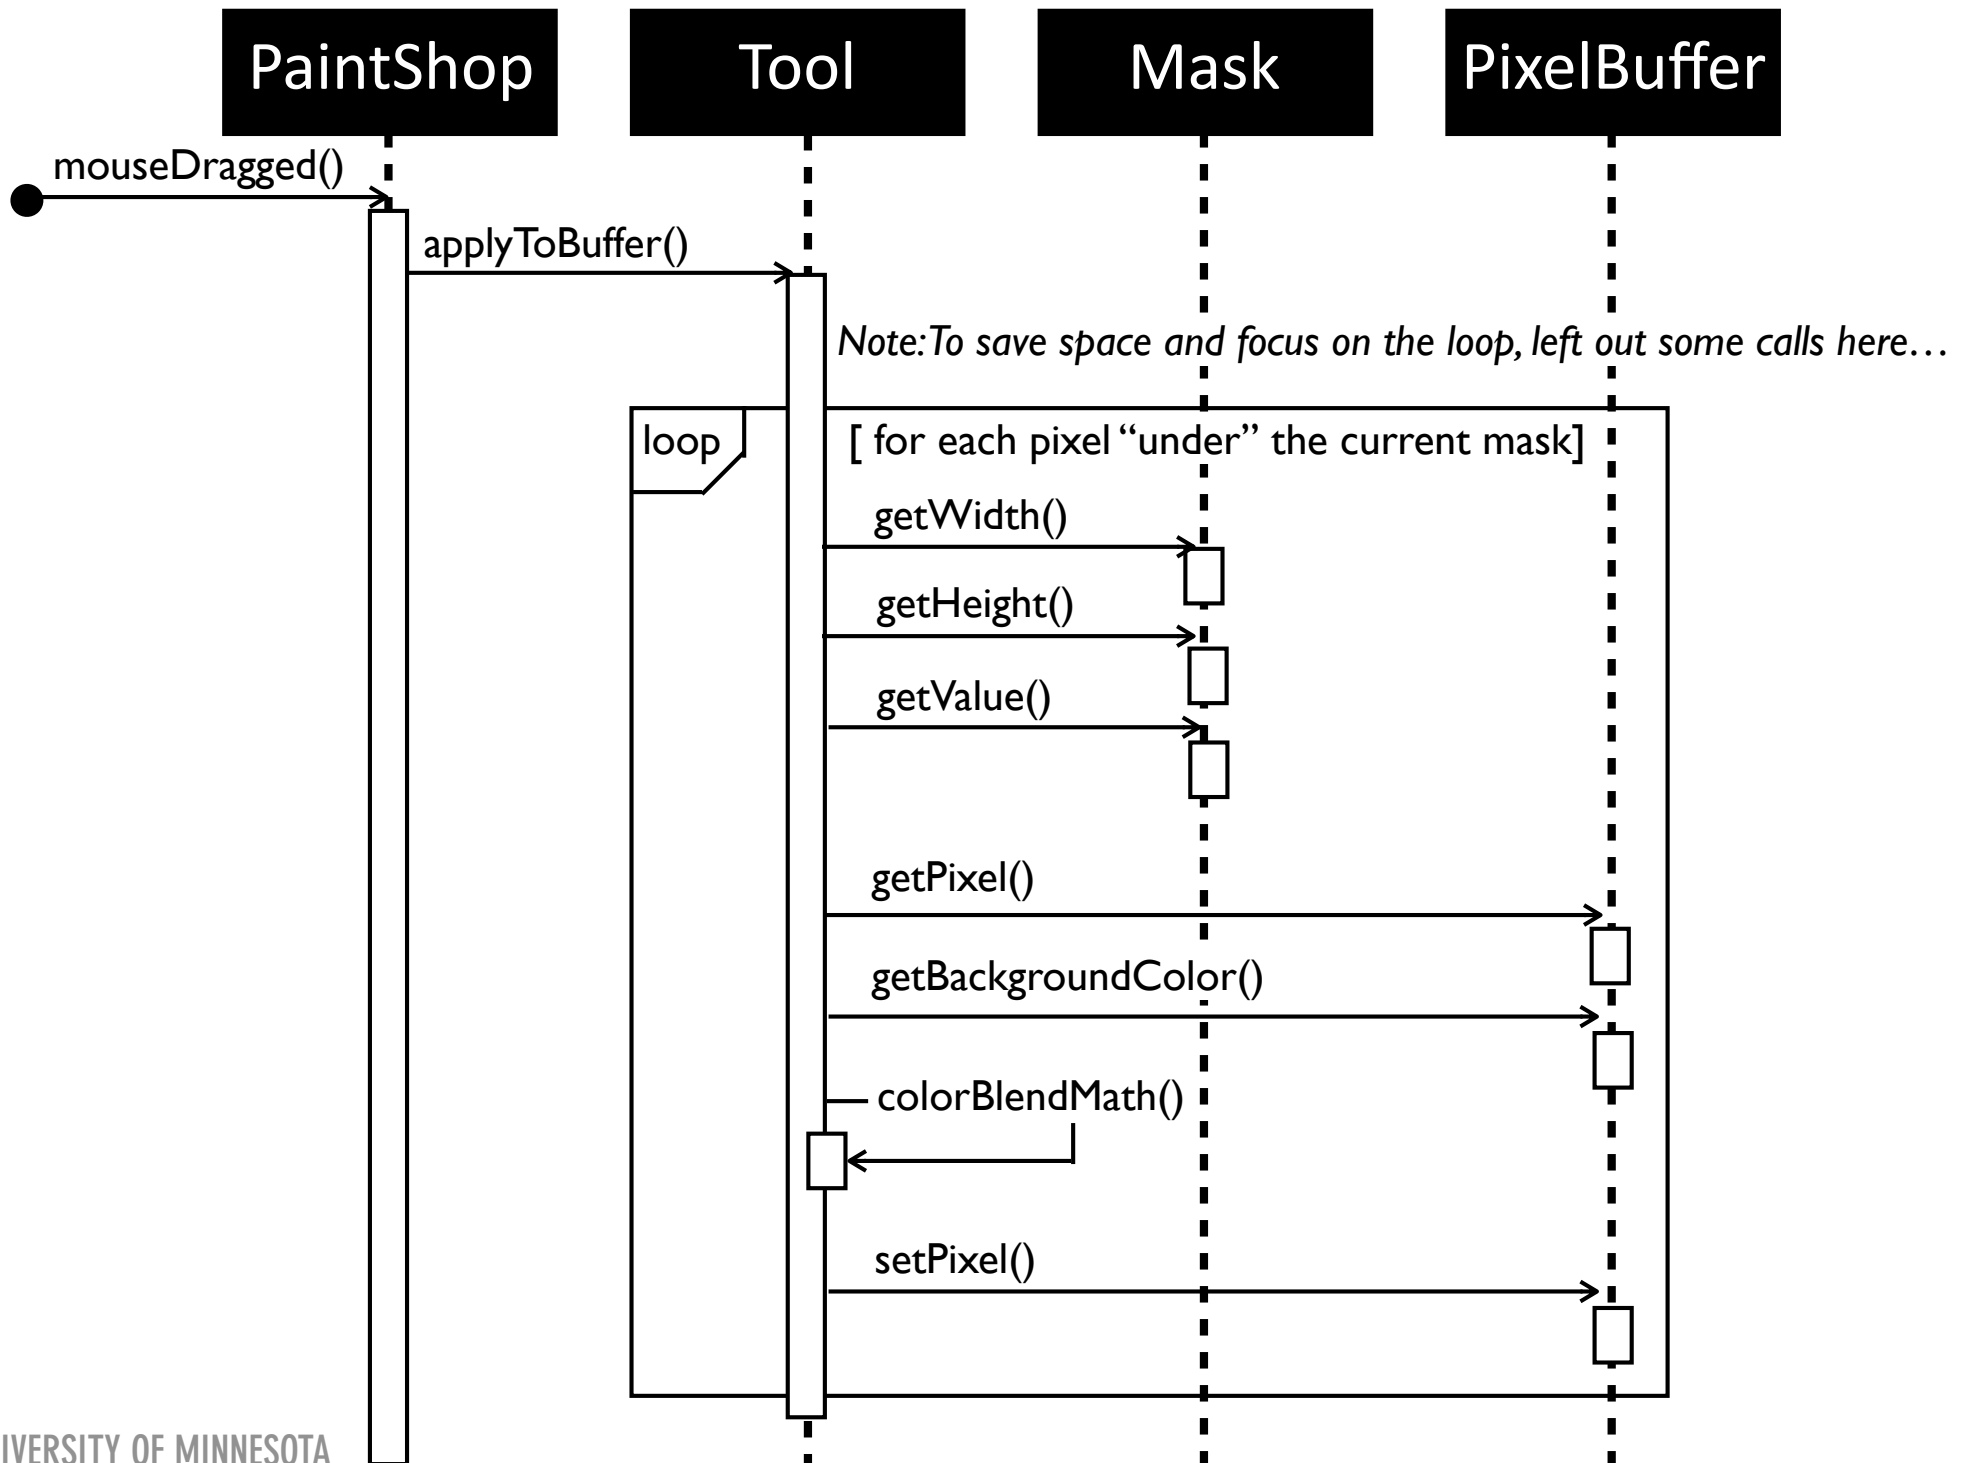 PaintShop
Tool
Mask
PixelBuffer
mouseDragged()
applyToBuffer()
Note: To save space and focus on the loop, left out some calls here…
loop
[ for each pixel “under” the current mask]
getWidth()
getHeight()
getValue()
getPixel()
getBackgroundColor()
colorBlendMath()
setPixel()
IVERSITY OF MINNESOTA